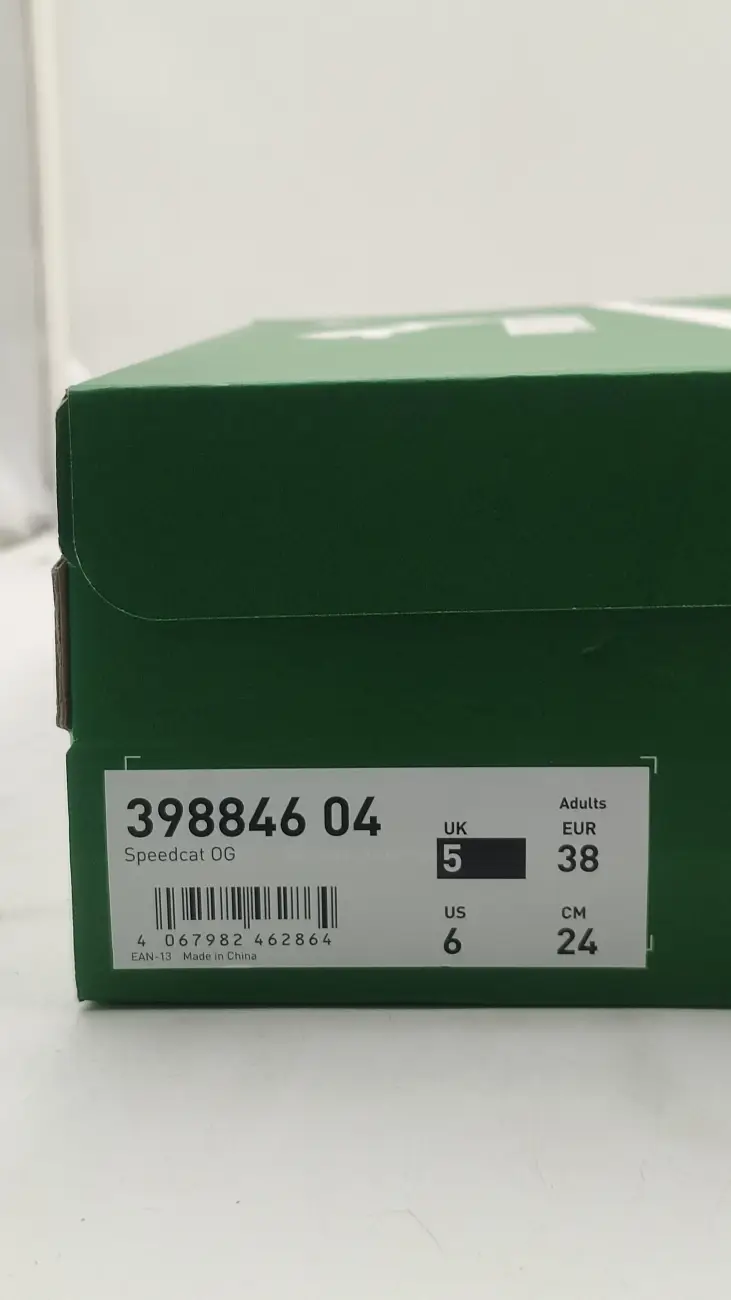 398846 04
Speedcat OG
4 067982 462864
EAN-13 Made in China
Adults
UK EUR
5 38
US CM
6 24